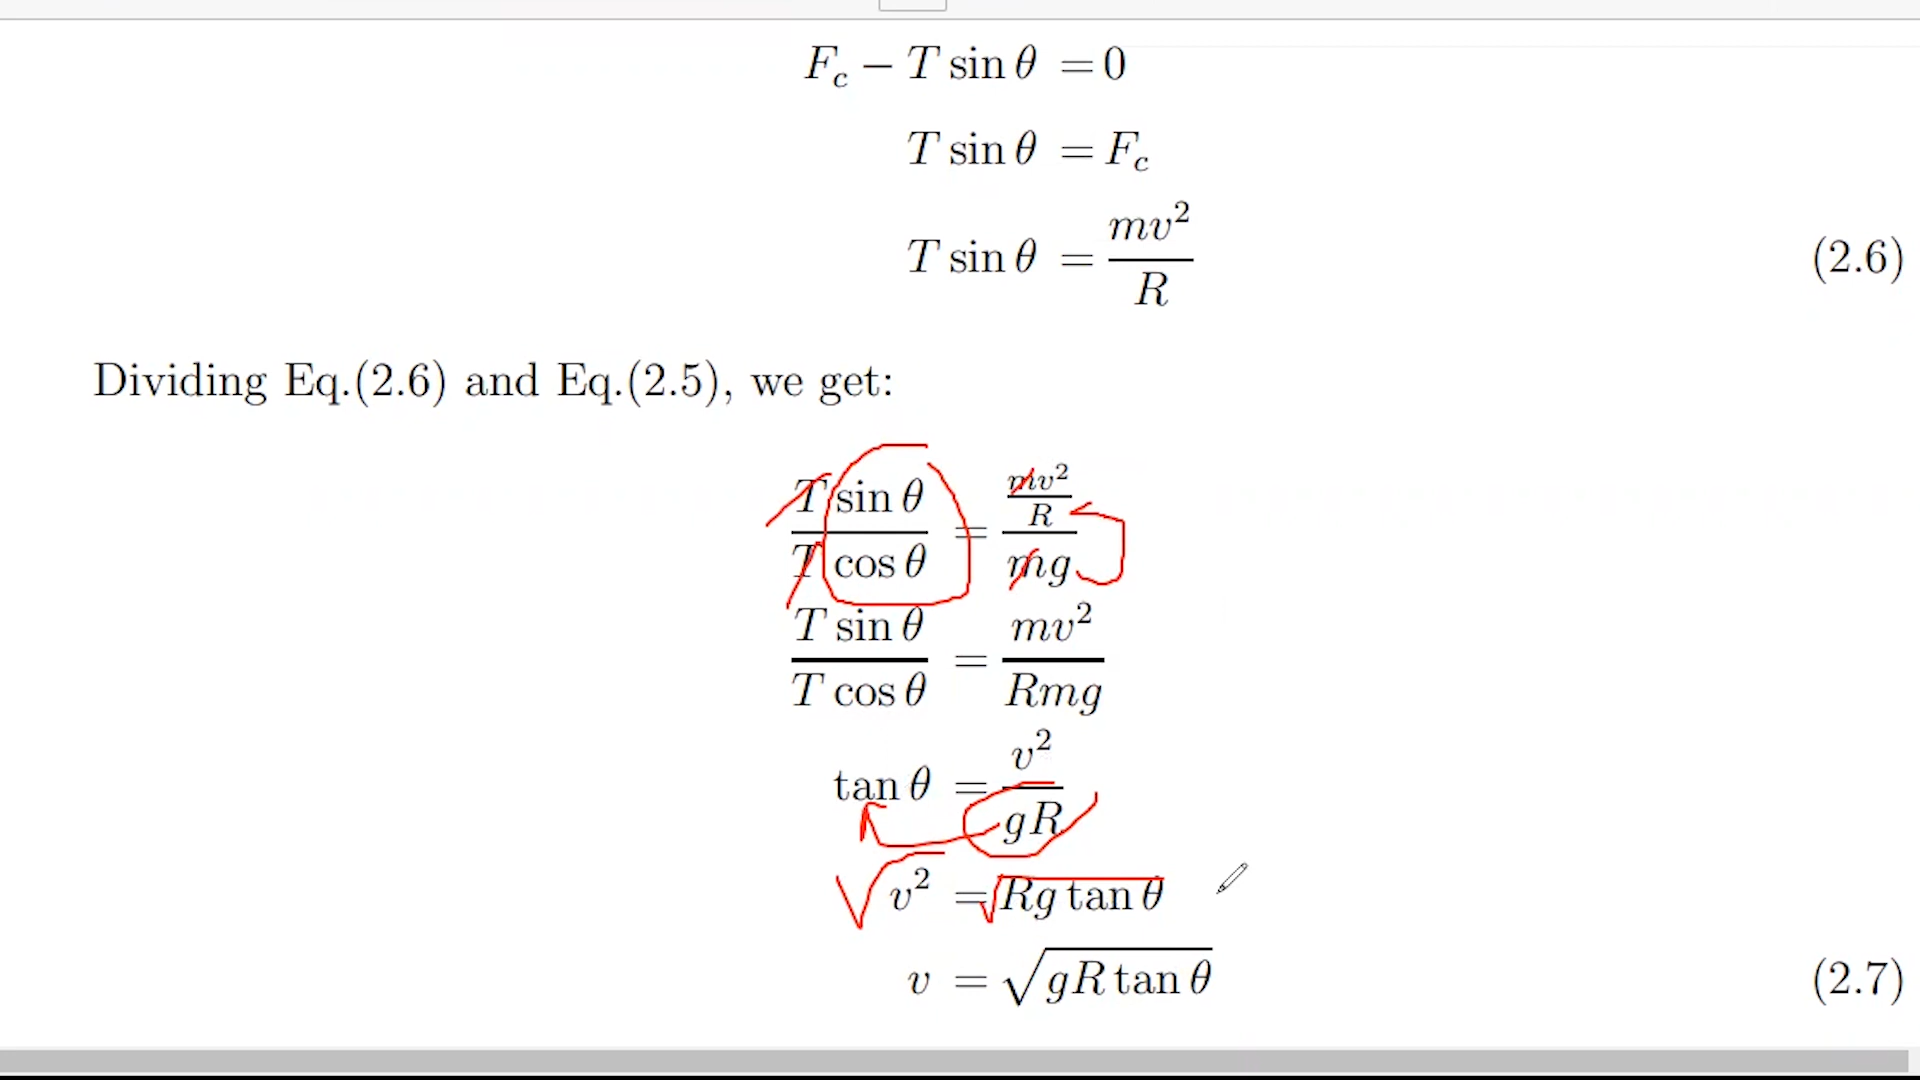 F_c − T sin θ = 0
T sin θ = F_c
T sin θ = mv²/R (2.6)
Dividing Eq.(2.6) and Eq.(2.5), we get:
T sin θ / T cos θ = (mv²/R) / mg
T sin θ / T cos θ = mv² / Rmg
tan θ = v² / gR
√v² = √Rg tan θ
v = √gR tan θ (2.7)